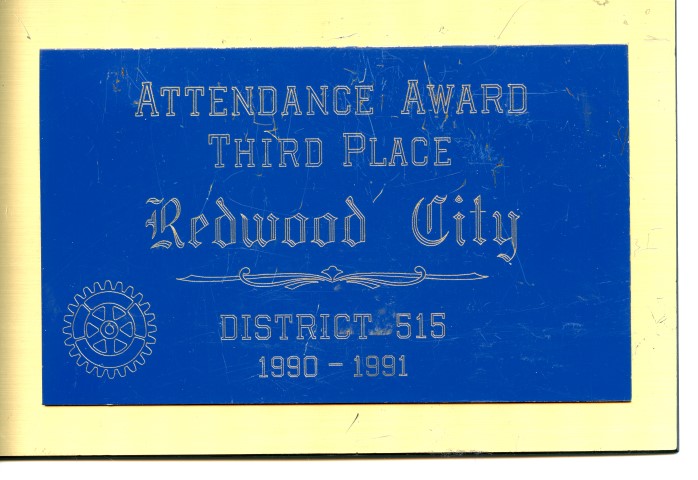 ATTENDANCE AWARD
THIRD PLACE
Redwood City
DISTRICT 515
1990 - 1991